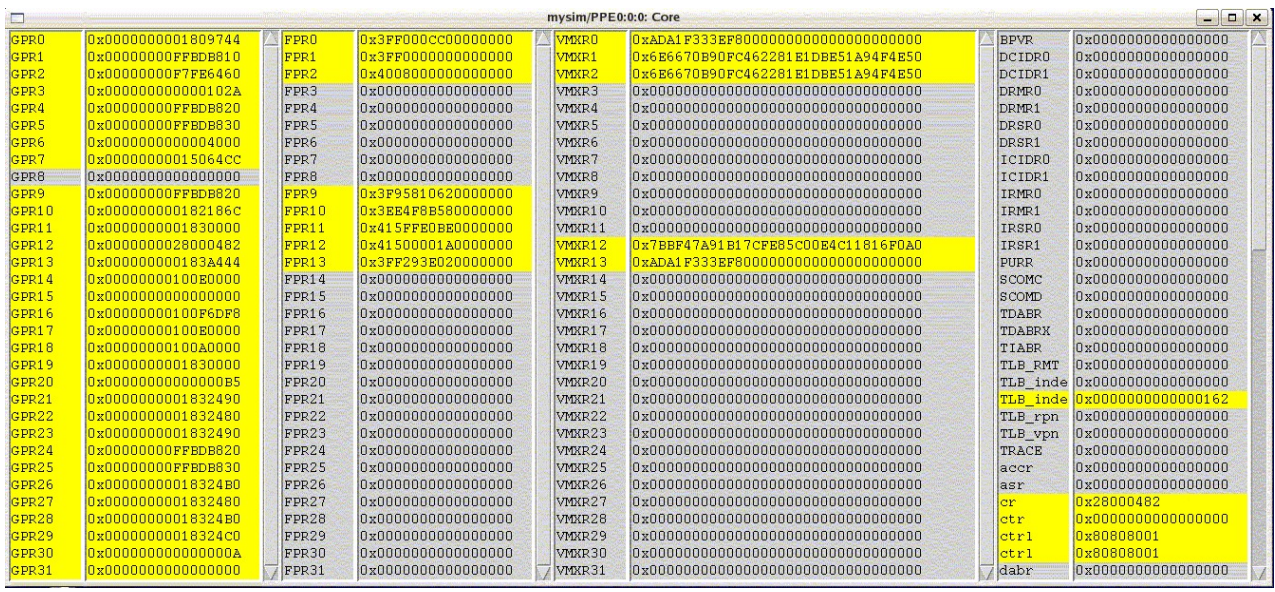 mysim/PPE0:0:0: Core
GPR0 0x0000000001809744 FPR0 0x3FF000CC00000000 VMXR0 0xADA1F333EF8000000000000000000000 BPVR 0x0000000000000000
GPR1 0x00000000FFBDB810 FPR1 0x3FF0000000000000 VMXR1 0x6E6670B90FC462281E1DBE51A94F4E50 DCIDR0 0x0000000000000000
GPR2 0x00000000F7FE6460 FPR2 0x4008000000000000 VMXR2 0x6E6670B90FC462281E1DBE51A94F4E50 DCIDR1 0x0000000000000000
GPR3 0x000000000000102A FPR3 0x0000000000000000 VMXR3 0x00000000000000000000000000000000 DRMR0 0x0000000000000000
GPR4 0x00000000FFBDB820 FPR4 0x0000000000000000 VMXR4 0x00000000000000000000000000000000 DRMR1 0x0000000000000000
GPR5 0x00000000FFBDB830 FPR5 0x0000000000000000 VMXR5 0x00000000000000000000000000000000 DRSR0 0x0000000000000000
GPR6 0x0000000000004000 FPR6 0x0000000000000000 VMXR6 0x00000000000000000000000000000000 DRSR1 0x0000000000000000
GPR7 0x00000000015064CC FPR7 0x0000000000000000 VMXR7 0x00000000000000000000000000000000 ICIDR0 0x0000000000000000
GPR8 0x0000000000000000 FPR8 0x0000000000000000 VMXR8 0x00000000000000000000000000000000 ICIDR1 0x0000000000000000
GPR9 0x00000000FFBDB820 FPR9 0x3F95810620000000 VMXR9 0x00000000000000000000000000000000 IRMR0 0x0000000000000000
GPR10 0x000000000182186C FPR10 0x3EE4F8B580000000 VMXR10 0x00000000000000000000000000000000 IRMR1 0x0000000000000000
GPR11 0x0000000001830000 FPR11 0x415FFE0BE0000000 VMXR11 0x00000000000000000000000000000000 IRSR0 0x0000000000000000
GPR12 0x0000000028000482 FPR12 0x41500001A0000000 VMXR12 0x7BBF47A91B17CFE85C00E4C11816F0A0 IRSR1 0x0000000000000000
GPR13 0x000000000183A444 FPR13 0x3FF293E020000000 VMXR13 0xADA1F333EF8000000000000000000000 PURR 0x0000000000000000
GPR14 0x00000000100E0000 FPR14 0x0000000000000000 VMXR14 0x00000000000000000000000000000000 SCOMC 0x0000000000000000
GPR15 0x0000000000000000 FPR15 0x0000000000000000 VMXR15 0x00000000000000000000000000000000 SCOMD 0x0000000000000000
GPR16 0x00000000100F6DF8 FPR16 0x0000000000000000 VMXR16 0x00000000000000000000000000000000 TDABR 0x0000000000000000
GPR17 0x00000000100E0000 FPR17 0x0000000000000000 VMXR17 0x00000000000000000000000000000000 TDABRX 0x0000000000000000
GPR18 0x00000000100A0000 FPR18 0x0000000000000000 VMXR18 0x00000000000000000000000000000000 TIABR 0x0000000000000000
GPR19 0x0000000001830000 FPR19 0x0000000000000000 VMXR19 0x00000000000000000000000000000000 TLB_RMT 0x0000000000000000
GPR20 0x00000000000000B5 FPR20 0x0000000000000000 VMXR20 0x00000000000000000000000000000000 TLB_inde 0x0000000000000000
GPR21 0x0000000001832490 FPR21 0x0000000000000000 VMXR21 0x00000000000000000000000000000000 TLB_inde 0x0000000000000162
GPR22 0x0000000001832480 FPR22 0x0000000000000000 VMXR22 0x00000000000000000000000000000000 TLB_rpn 0x0000000000000000
GPR23 0x0000000001832490 FPR23 0x0000000000000000 VMXR23 0x00000000000000000000000000000000 TLB_vpn 0x0000000000000000
GPR24 0x00000000FFBDB820 FPR24 0x0000000000000000 VMXR24 0x00000000000000000000000000000000 TRACE 0x0000000000000000
GPR25 0x00000000FFBDB830 FPR25 0x0000000000000000 VMXR25 0x00000000000000000000000000000000 accr 0x0000000000000000
GPR26 0x00000000018324B0 FPR26 0x0000000000000000 VMXR26 0x00000000000000000000000000000000 asr 0x0000000000000000
GPR27 0x0000000001832480 FPR27 0x0000000000000000 VMXR27 0x00000000000000000000000000000000 cr 0x28000482
GPR28 0x00000000018324B0 FPR28 0x0000000000000000 VMXR28 0x00000000000000000000000000000000 ctr 0x0000000000000000
GPR29 0x00000000018324C0 FPR29 0x0000000000000000 VMXR29 0x00000000000000000000000000000000 ctrl 0x80808001
GPR30 0x000000000000000A FPR30 0x0000000000000000 VMXR30 0x00000000000000000000000000000000 ctrl 0x80808001
GPR31 0x0000000000000000 FPR31 0x0000000000000000 VMXR31 0x00000000000000000000000000000000 dabr 0x0000000000000000